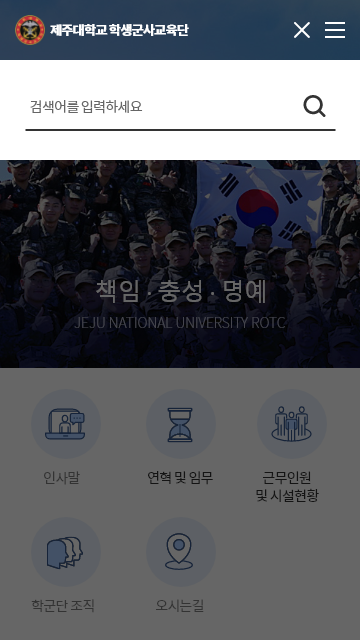 제주대학교 학생군사교육단
검색어를 입력하세요
책임 · 충성 · 명예
JEJU NATIONAL UNIVERSITY ROTC
인사말
연혁 및 임무
근무인원
및 시설현황
학군단 조직
오시는길